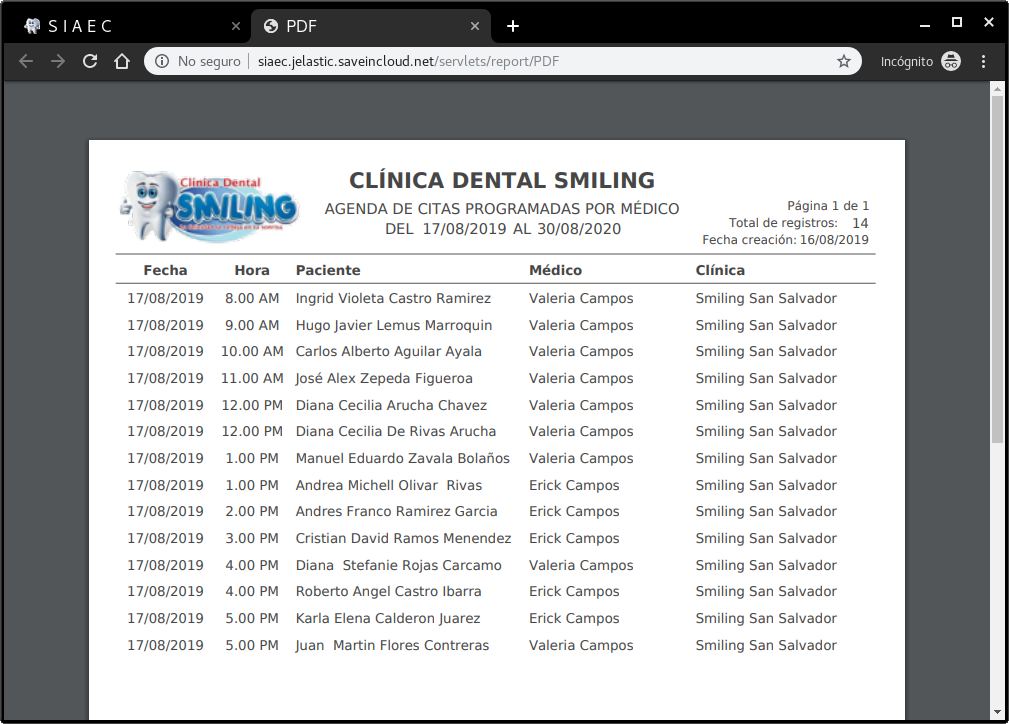 S I A E C
PDF
No seguro siaec.jelastic.saveincloud.net/servlets/report/PDF
Incógnito
Clínica Dental
SMILING
CLÍNICA DENTAL SMILING
AGENDA DE CITAS PROGRAMADAS POR MÉDICO
DEL 17/08/2019 AL 30/08/2020
Página 1 de 1
Total de registros: 14
Fecha creación: 16/08/2019
Fecha Hora Paciente Médico Clínica
17/08/2019 8.00 AM Ingrid Violeta Castro Ramirez Valeria Campos Smiling San Salvador
17/08/2019 9.00 AM Hugo Javier Lemus Marroquin Valeria Campos Smiling San Salvador
17/08/2019 10.00 AM Carlos Alberto Aguilar Ayala Valeria Campos Smiling San Salvador
17/08/2019 11.00 AM José Alex Zepeda Figueroa Valeria Campos Smiling San Salvador
17/08/2019 12.00 PM Diana Cecilia Arucha Chavez Valeria Campos Smiling San Salvador
17/08/2019 12.00 PM Diana Cecilia De Rivas Arucha Valeria Campos Smiling San Salvador
17/08/2019 1.00 PM Manuel Eduardo Zavala Bolaños Valeria Campos Smiling San Salvador
17/08/2019 1.00 PM Andrea Michell Olivar Rivas Erick Campos Smiling San Salvador
17/08/2019 2.00 PM Andres Franco Ramirez Garcia Erick Campos Smiling San Salvador
17/08/2019 3.00 PM Cristian David Ramos Menendez Erick Campos Smiling San Salvador
17/08/2019 4.00 PM Diana Stefanie Rojas Carcamo Valeria Campos Smiling San Salvador
17/08/2019 4.00 PM Roberto Angel Castro Ibarra Erick Campos Smiling San Salvador
17/08/2019 5.00 PM Karla Elena Calderon Juarez Erick Campos Smiling San Salvador
17/08/2019 5.00 PM Juan Martin Flores Contreras Valeria Campos Smiling San Salvador